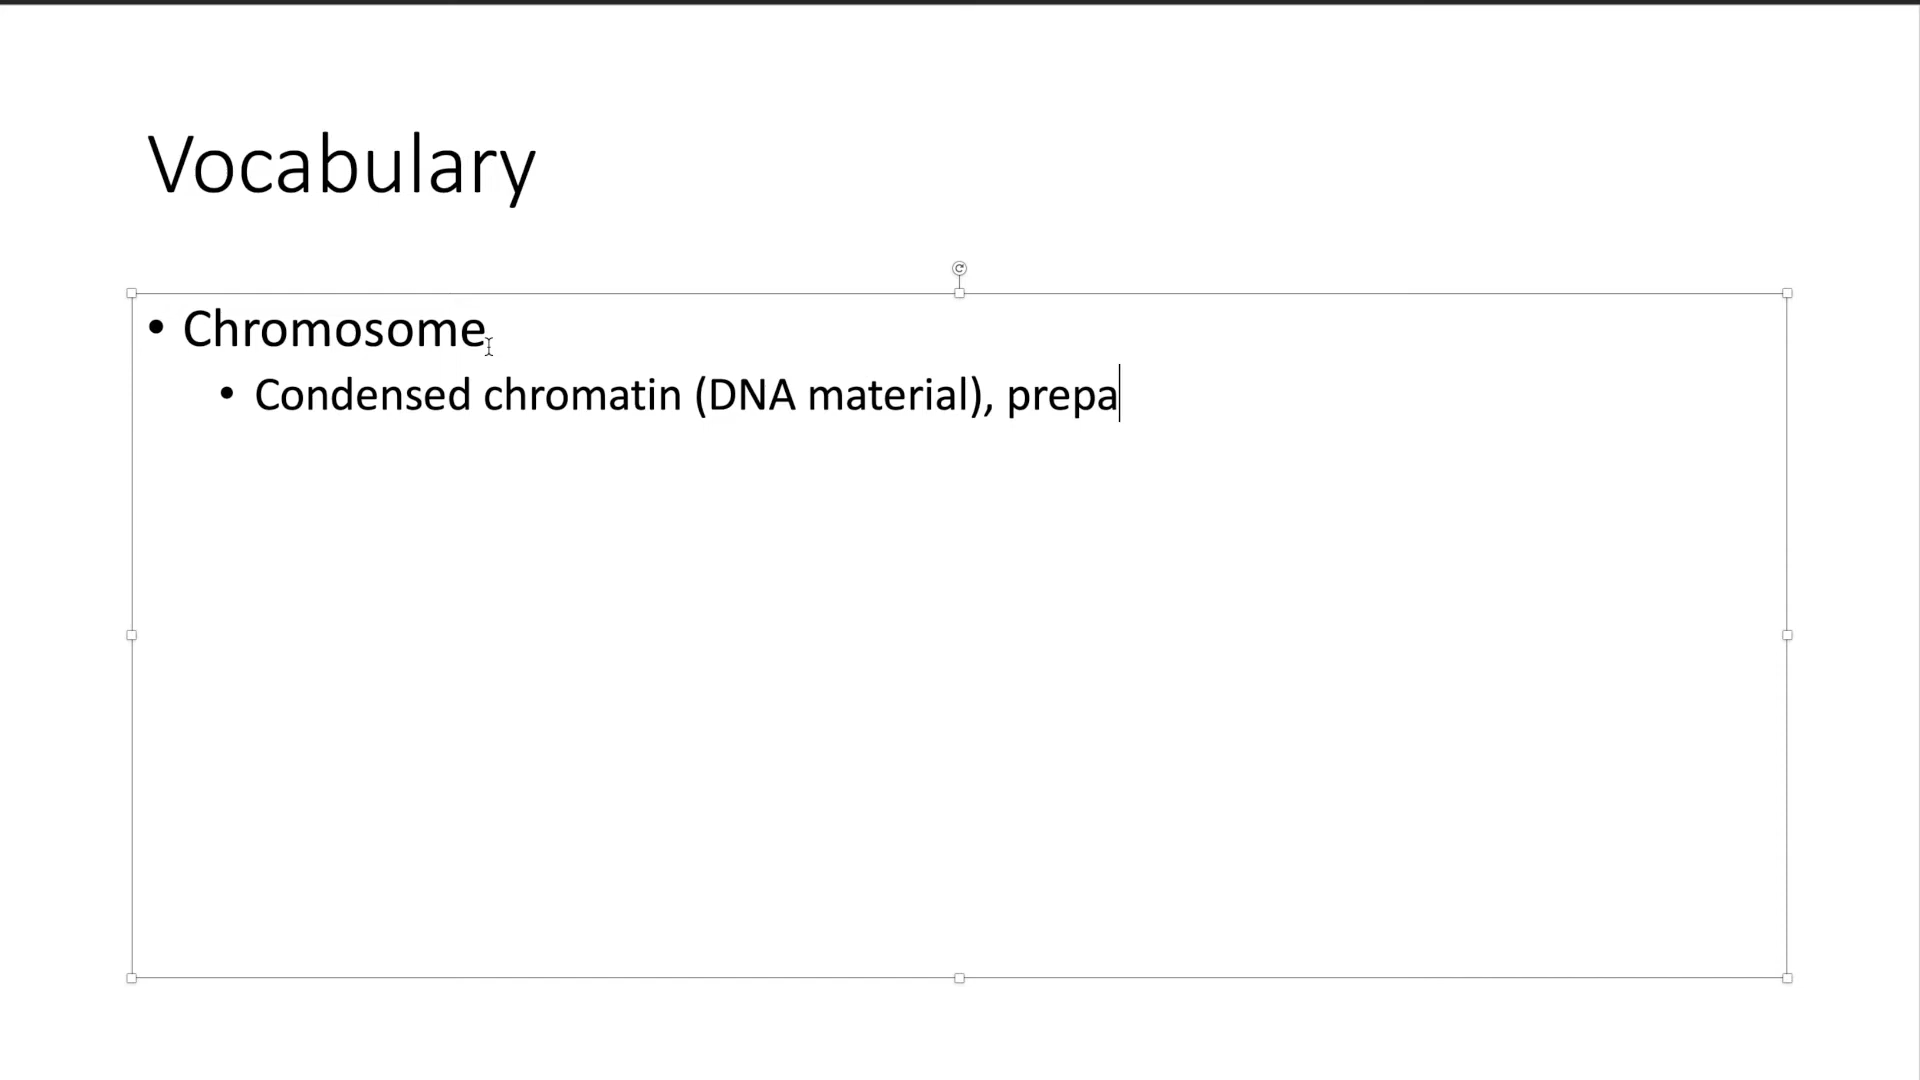 Vocabulary
• Chromosome
• Condensed chromatin (DNA material), prepa